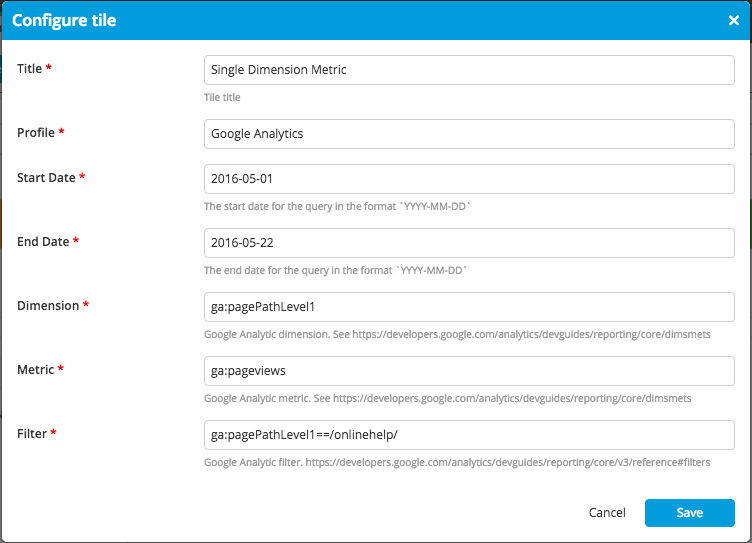 Configure tile ×
Title * Single Dimension Metric
Tile title
Profile * Google Analytics
Start Date * 2016-05-01
The start date for the query in the format `YYYY-MM-DD`
End Date * 2016-05-22
The end date for the query in the format `YYYY-MM-DD`
Dimension * ga:pagePathLevel1
Google Analytic dimension. See https://developers.google.com/analytics/devguides/reporting/core/dimsmets
Metric * ga:pageviews
Google Analytic metric. See https://developers.google.com/analytics/devguides/reporting/core/dimsmets
Filter * ga:pagePathLevel1==/onlinehelp/
Google Analytic filter. https://developers.google.com/analytics/devguides/reporting/core/v3/reference#filters
Cancel Save